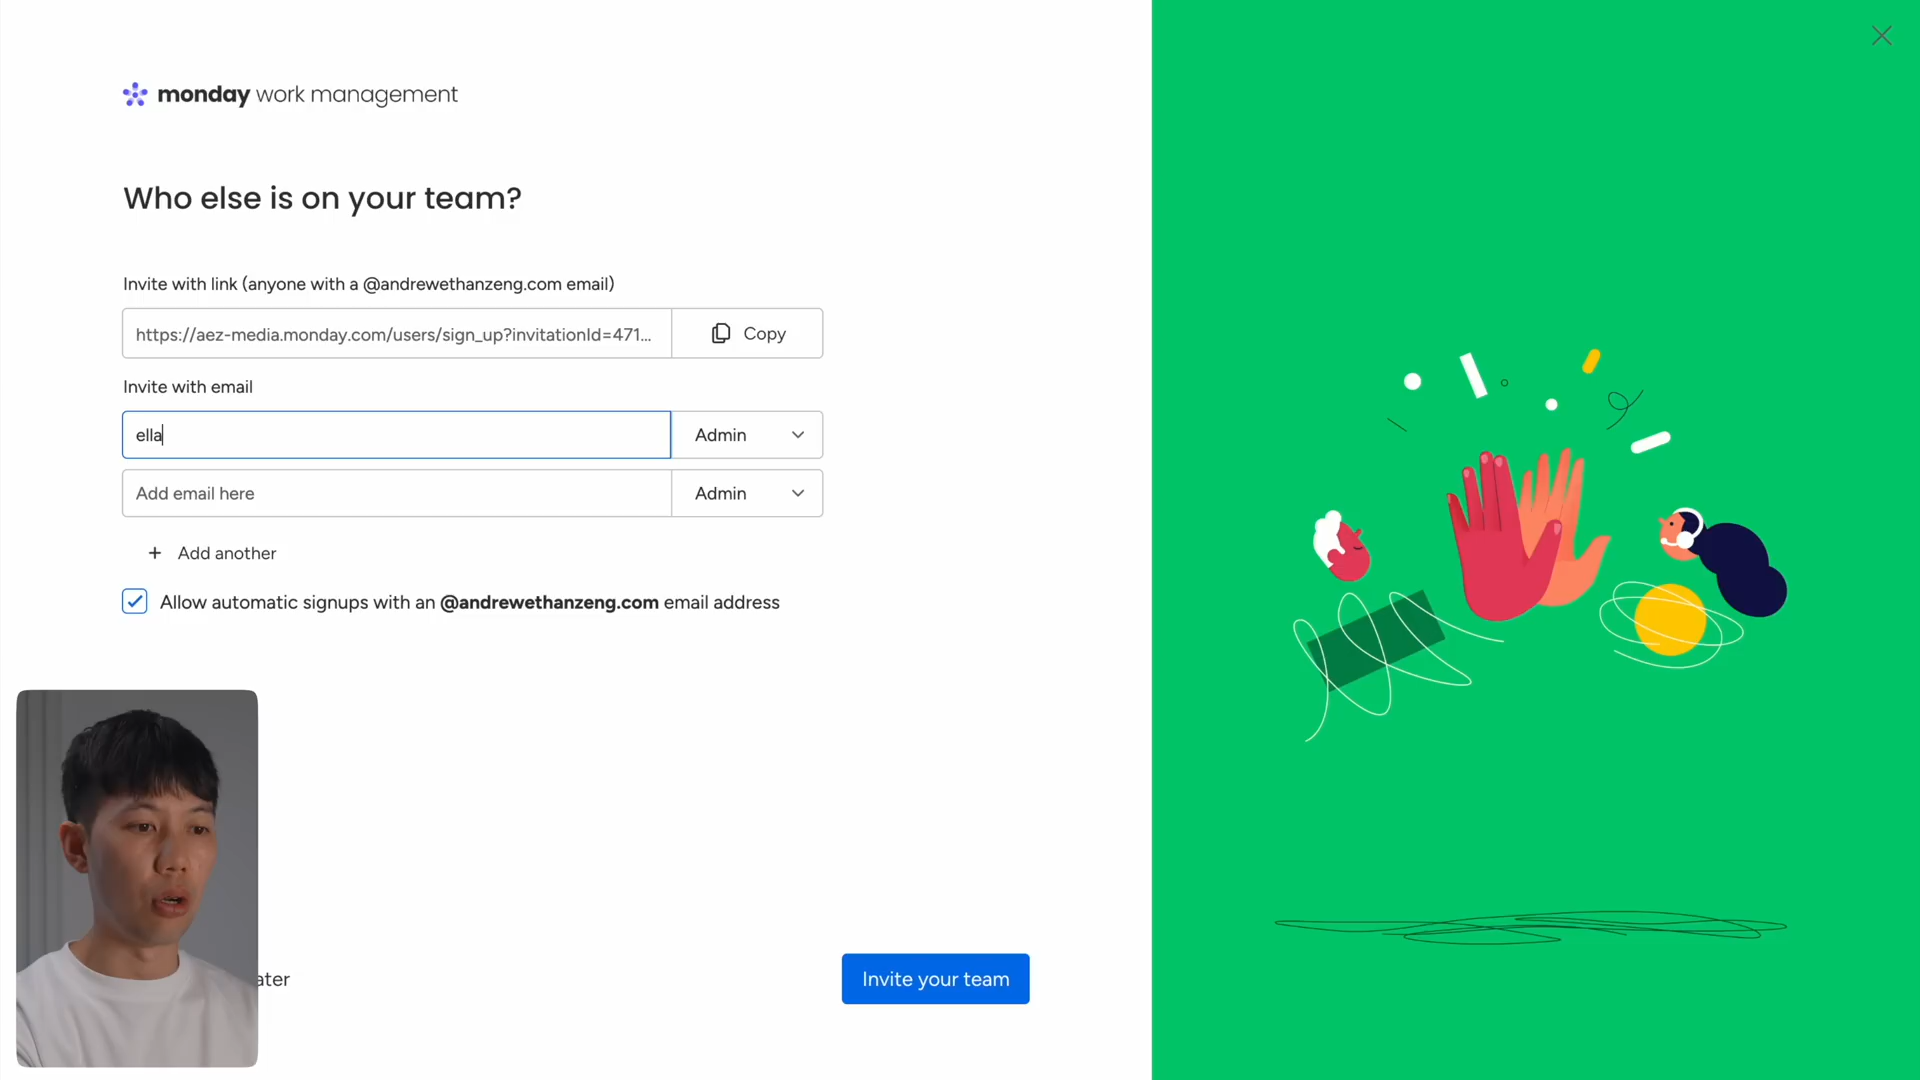 monday work management
Who else is on your team?
Invite with link (anyone with a @andrewethanzeng.com email)
https://aez-media.monday.com/users/sign_up?invitationId=471...
Copy
Invite with email
ella
Admin
Add email here
Admin
+ Add another
Allow automatic signups with an @andrewethanzeng.com email address
ater
Invite your team